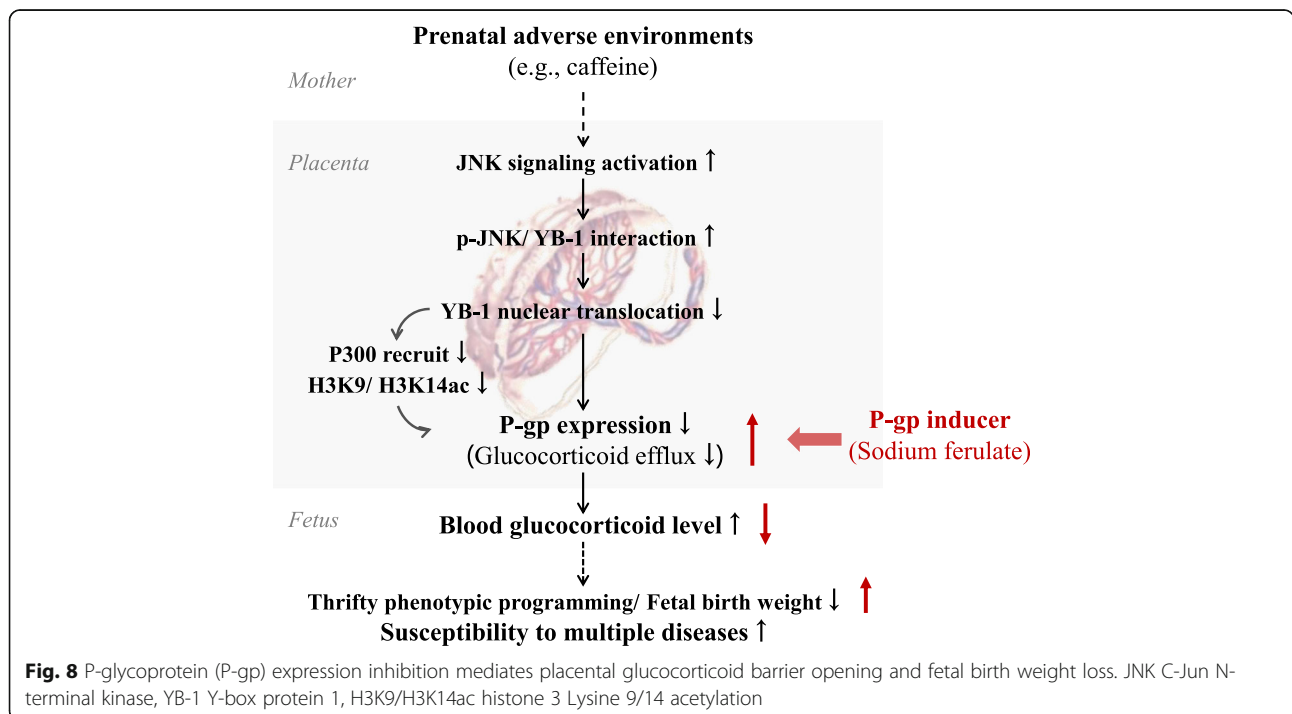 Prenatal adverse environments
(e.g., caffeine)
Mother
Placenta
JNK signaling activation ↑
p-JNK/ YB-1 interaction ↑
YB-1 nuclear translocation ↓
P300 recruit ↓
H3K9/ H3K14ac ↓
P-gp expression ↓
(Glucocorticoid efflux ↓)
P-gp inducer
(Sodium ferulate)
Fetus
Blood glucocorticoid level ↑
Thrifty phenotypic programming/ Fetal birth weight ↓
Susceptibility to multiple diseases ↑
Fig. 8 P-glycoprotein (P-gp) expression inhibition mediates placental glucocorticoid barrier opening and fetal birth weight loss. JNK C-Jun N-
terminal kinase, YB-1 Y-box protein 1, H3K9/H3K14ac histone 3 Lysine 9/14 acetylation